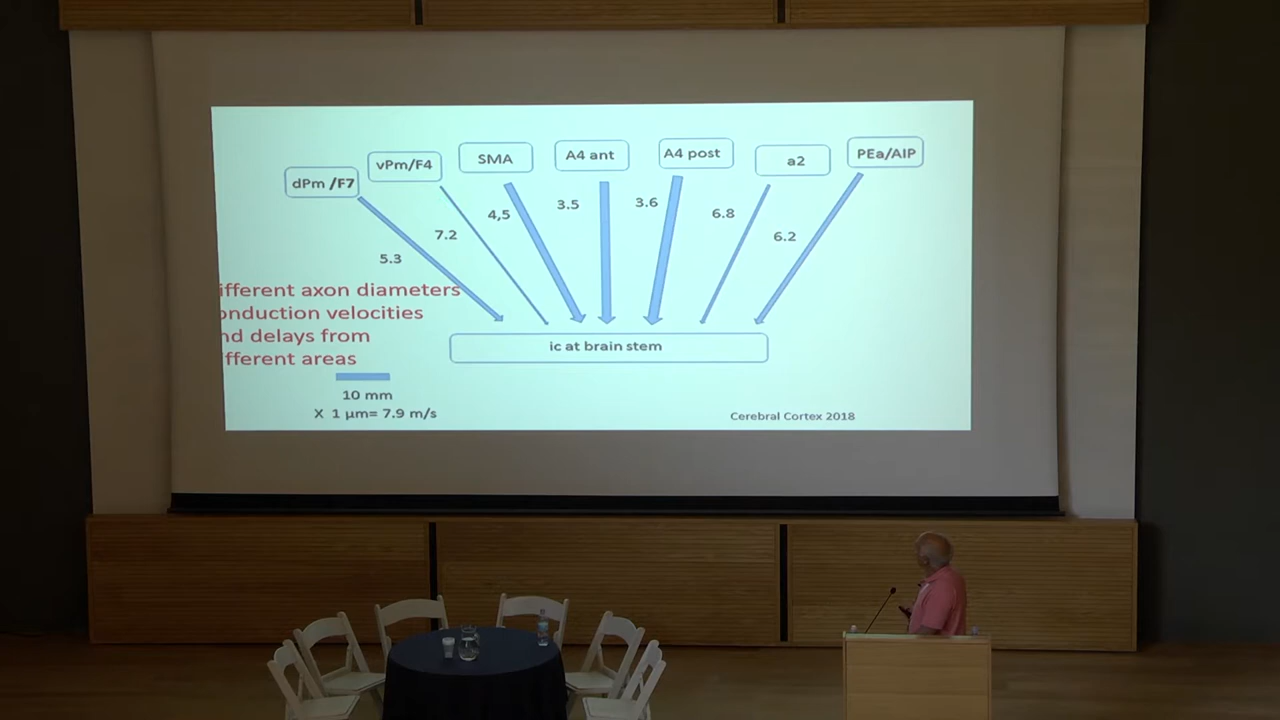 dPm /F7
vPm/F4
SMA
A4 ant
A4 post
a2
PEa/AIP
5.3
7.2
4,5
3.5
3.6
6.8
6.2
ifferent axon diameters
onduction velocities
nd delays from
fferent areas
ic at brain stem
10 mm
X 1 µm= 7.9 m/s
Cerebral Cortex 2018